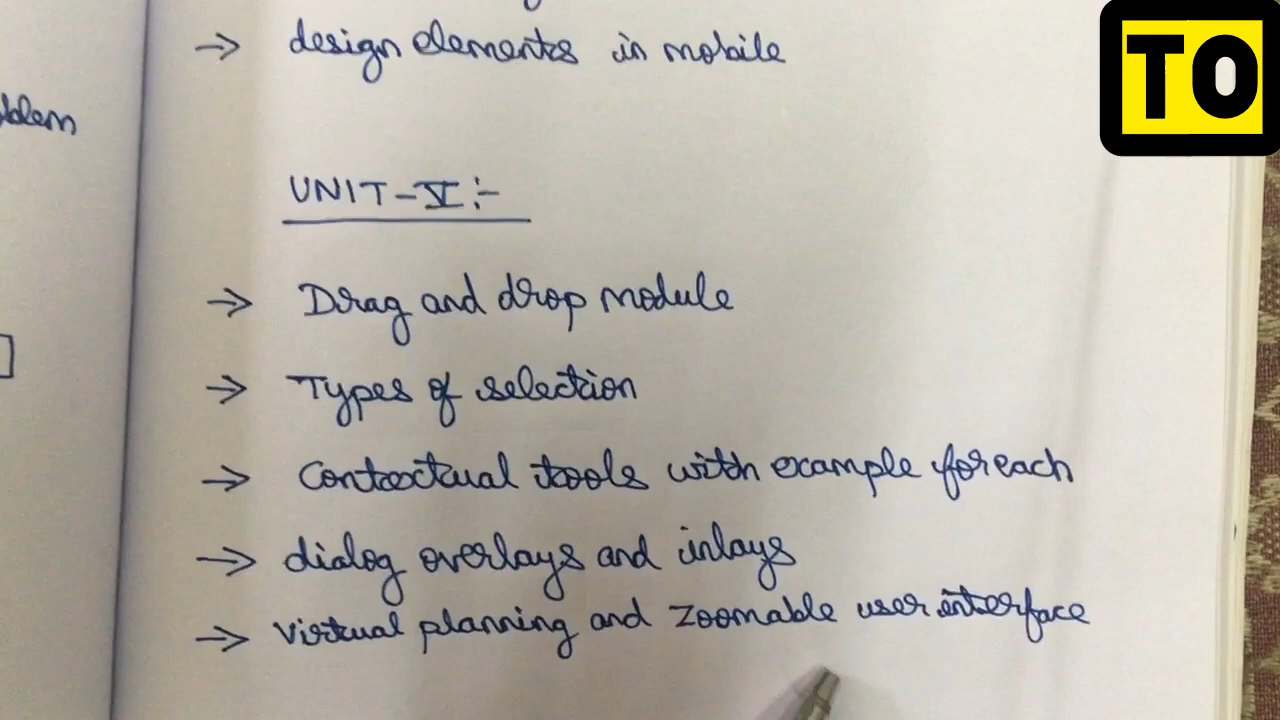 → design elements in mobile
TO
oblem
UNIT-V:-
→ Drag and drop module
→ Types of selection
→ Contextual tools with example for each
→ dialog overlays and inlays
→ Virtual planning and Zoomable user interface